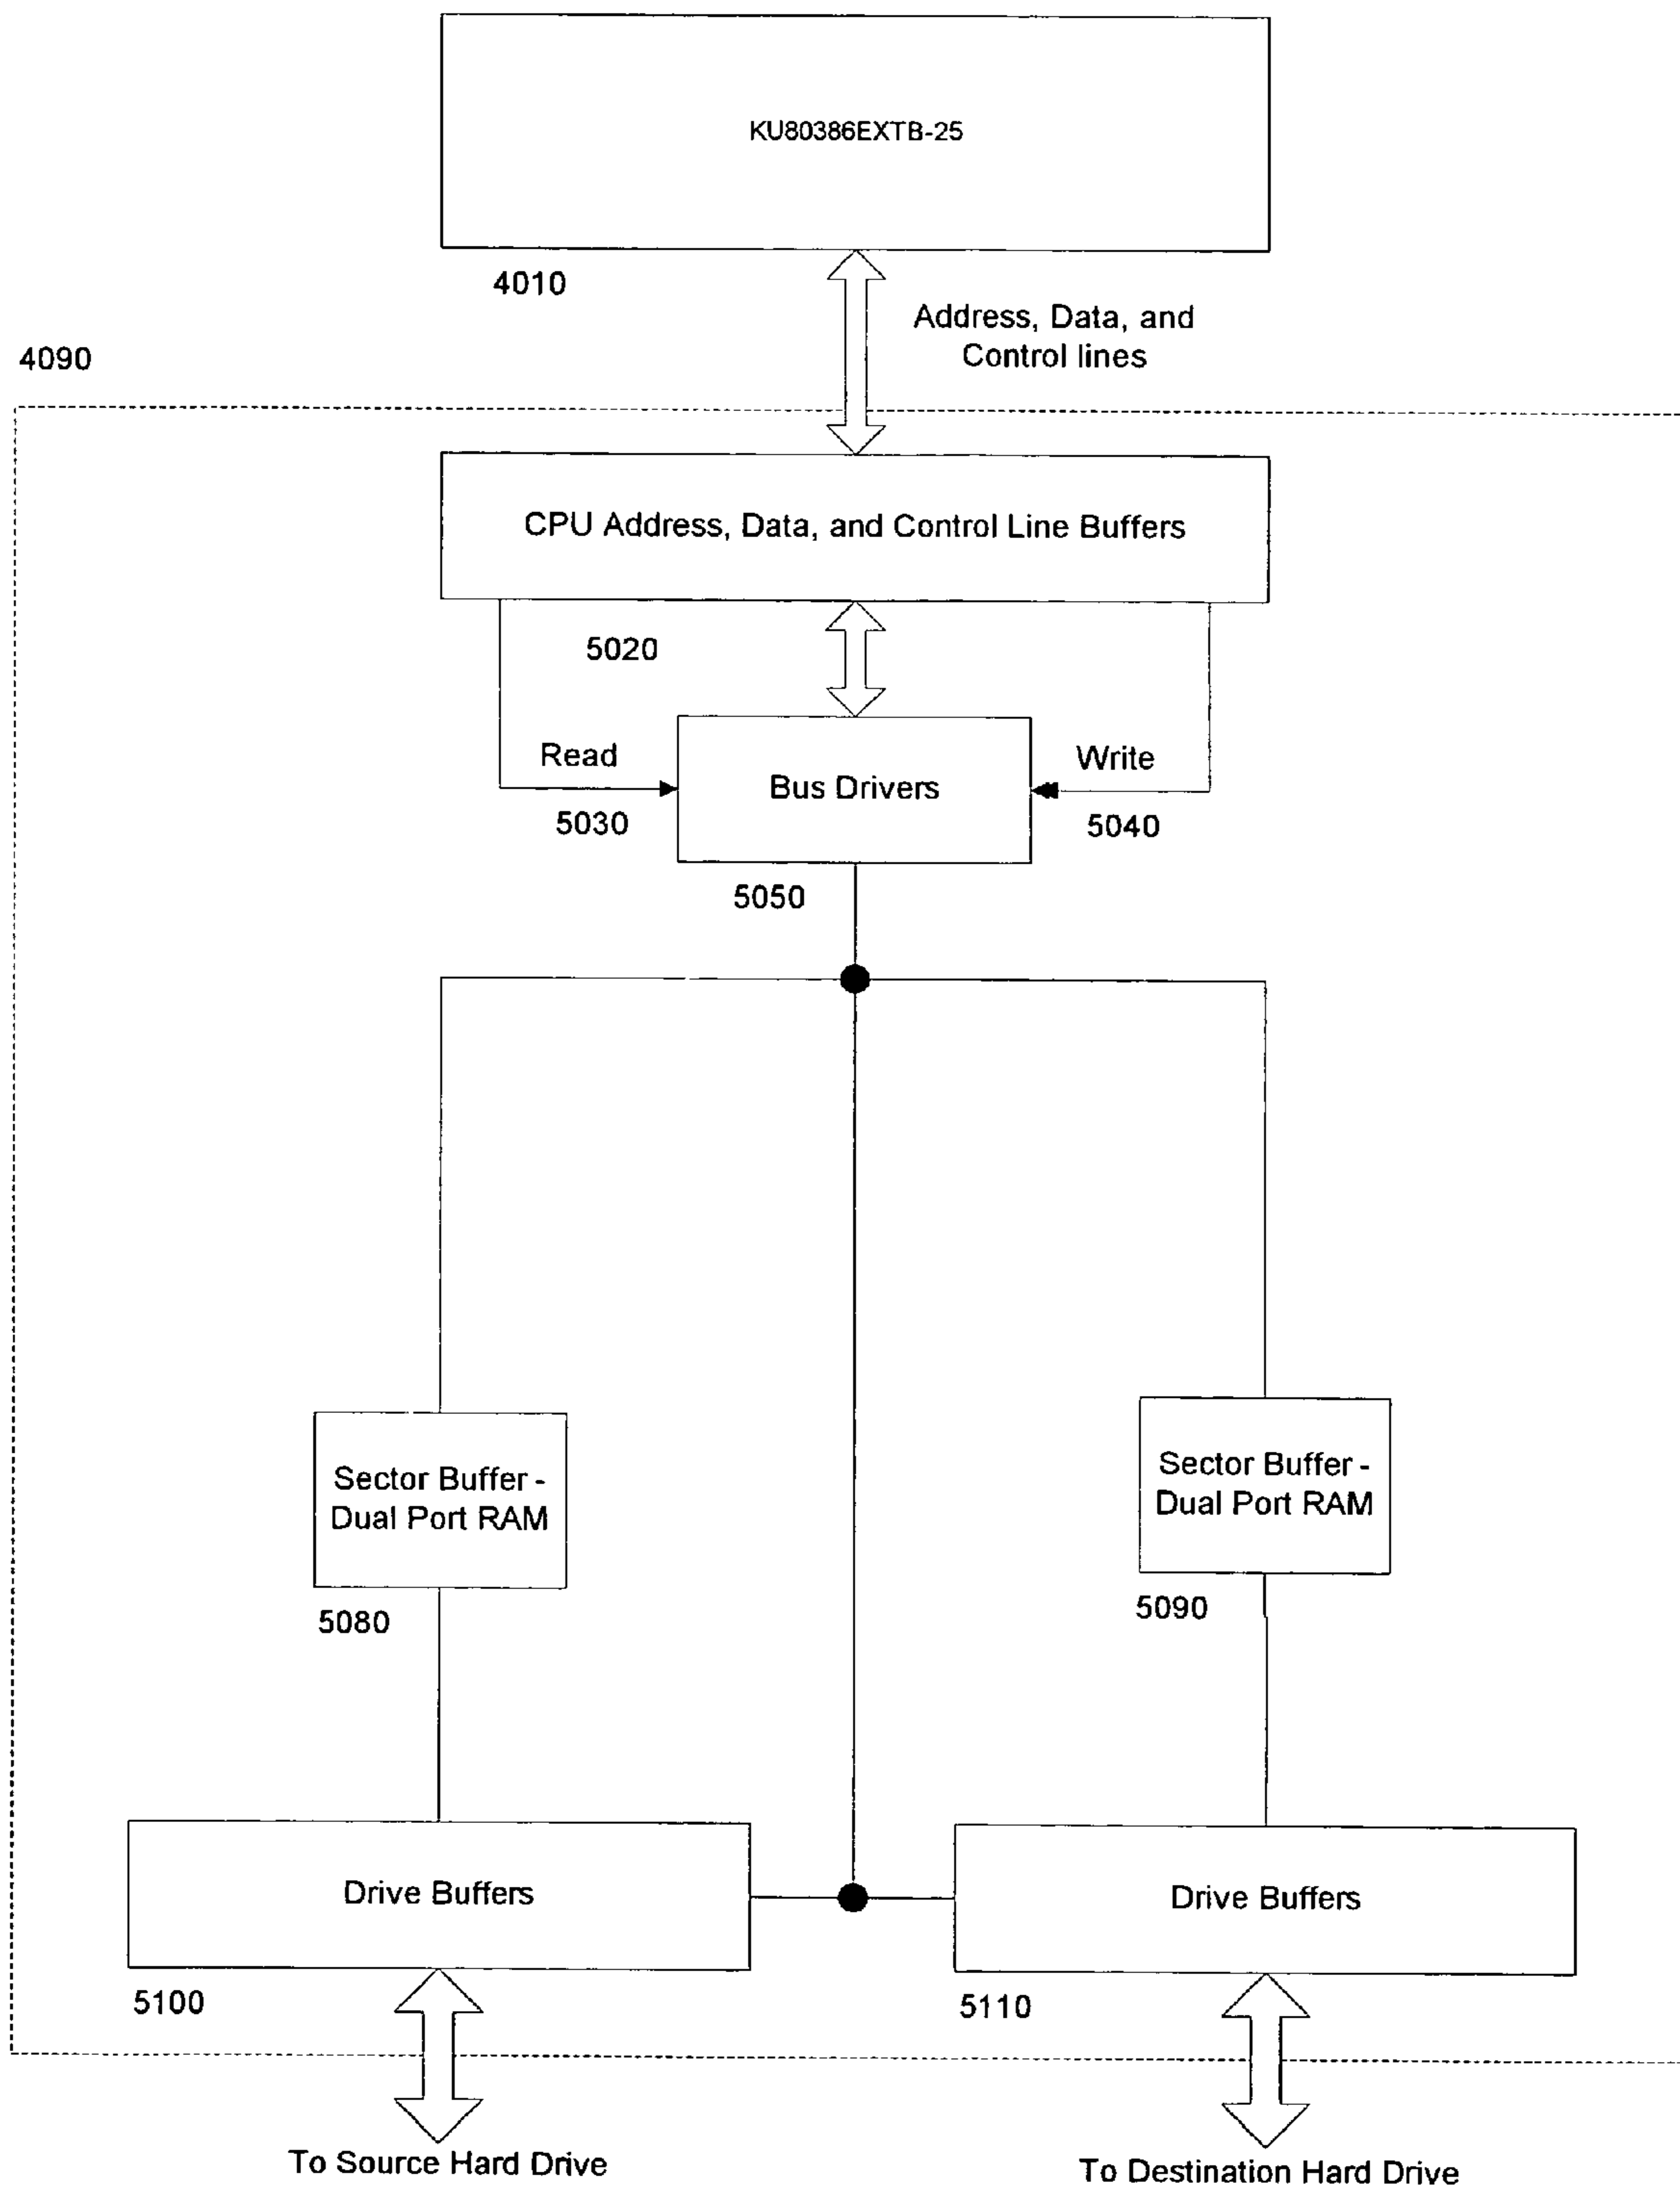 KU80386EXTB-25
4010
Address, Data, and
Control lines
4090
CPU Address, Data, and Control Line Buffers
5020
Read
Write
Bus Drivers
5030
5040
5050
Sector Buffer -
Dual Port RAM
Sector Buffer -
Dual Port RAM
5080
5090
Drive Buffers
Drive Buffers
5100
5110
To Source Hard Drive
To Destination Hard Drive